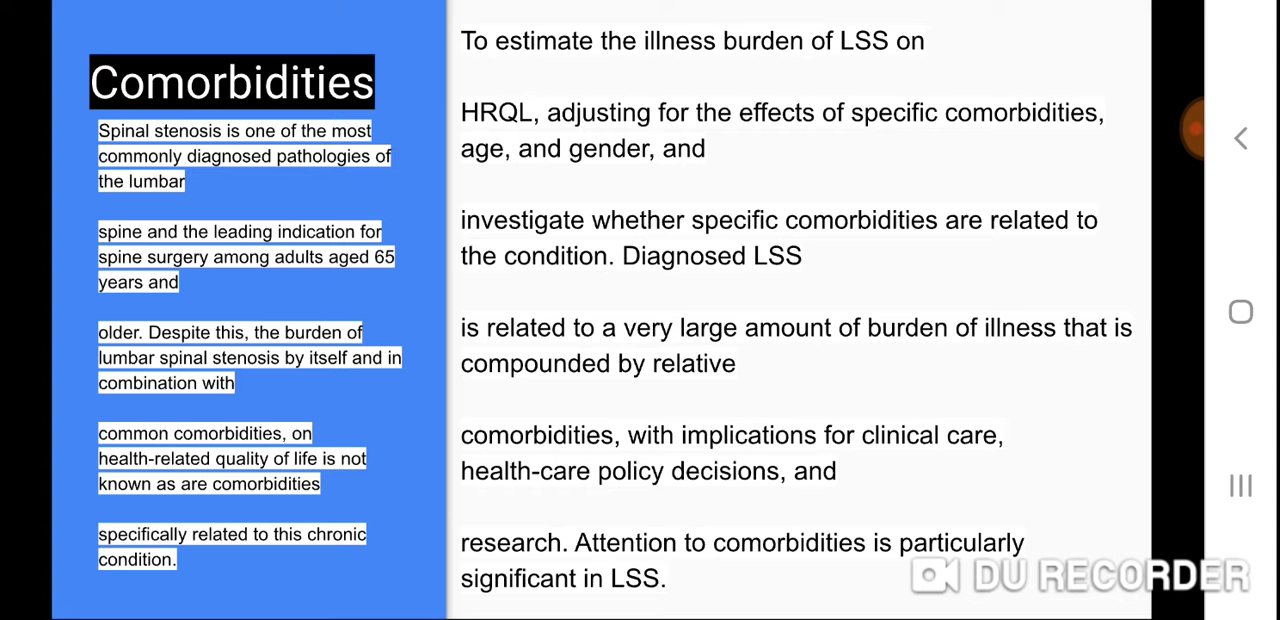 Comorbidities
Spinal stenosis is one of the most
commonly diagnosed pathologies of
the lumbar
spine and the leading indication for
spine surgery among adults aged 65
years and
older. Despite this, the burden of
lumbar spinal stenosis by itself and in
combination with
common comorbidities, on
health-related quality of life is not
known as are comorbidities
specifically related to this chronic
condition.
To estimate the illness burden of LSS on
HRQL, adjusting for the effects of specific comorbidities,
age, and gender, and
investigate whether specific comorbidities are related to
the condition. Diagnosed LSS
is related to a very large amount of burden of illness that is
compounded by relative
comorbidities, with implications for clinical care,
health-care policy decisions, and
research. Attention to comorbidities is particularly
significant in LSS.
DU RECORDER